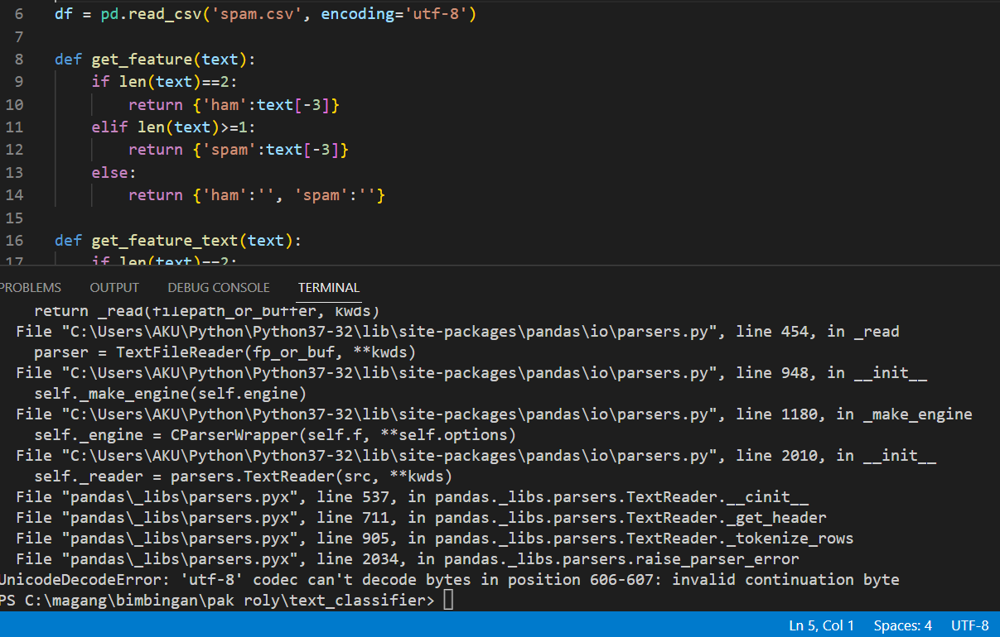 6 df = pd.read_csv('spam.csv', encoding='utf-8')
7
8 def get_feature(text):
9 if len(text)==2:
10 return {'ham':text[-3]}
11 elif len(text)>=1:
12 return {'spam':text[-3]}
13 else:
14 return {'ham':'', 'spam':''}
15
16 def get_feature_text(text):
17 if len(text)==2:
PROBLEMS OUTPUT DEBUG CONSOLE TERMINAL
return _read(filepath_or_buffer, kwds)
File "C:\Users\AKU\Python\Python37-32\lib\site-packages\pandas\io\parsers.py", line 454, in _read
parser = TextFileReader(fp_or_buf, **kwds)
File "C:\Users\AKU\Python\Python37-32\lib\site-packages\pandas\io\parsers.py", line 948, in __init__
self._make_engine(self.engine)
File "C:\Users\AKU\Python\Python37-32\lib\site-packages\pandas\io\parsers.py", line 1180, in _make_engine
self._engine = CParserWrapper(self.f, **self.options)
File "C:\Users\AKU\Python\Python37-32\lib\site-packages\pandas\io\parsers.py", line 2010, in __init__
self._reader = parsers.TextReader(src, **kwds)
File "pandas\_libs\parsers.pyx", line 537, in pandas._libs.parsers.TextReader.__cinit__
File "pandas\_libs\parsers.pyx", line 711, in pandas._libs.parsers.TextReader._get_header
File "pandas\_libs\parsers.pyx", line 905, in pandas._libs.parsers.TextReader._tokenize_rows
File "pandas\_libs\parsers.pyx", line 2034, in pandas._libs.parsers.raise_parser_error
UnicodeDecodeError: 'utf-8' codec can't decode bytes in position 606-607: invalid continuation byte
PS C:\magang\bimbingan\pak roly\text_classifier>
Ln 5, Col 1 Spaces: 4 UTF-8